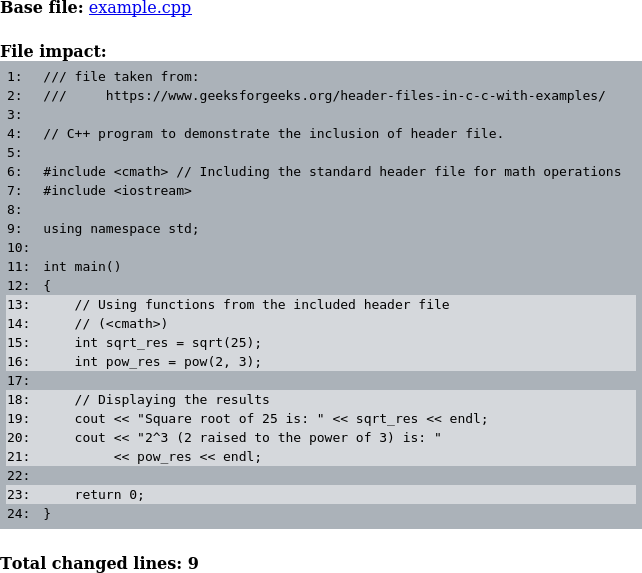 Base file: example.cpp
File impact:
1: /// file taken from:
2: ///     https://www.geeksforgeeks.org/header-files-in-c-c-with-examples/
3:
4: // C++ program to demonstrate the inclusion of header file.
5:
6: #include <cmath> // Including the standard header file for math operations
7: #include <iostream>
8:
9: using namespace std;
10:
11: int main()
12: {
13:     // Using functions from the included header file
14:     // (<cmath>)
15:     int sqrt_res = sqrt(25);
16:     int pow_res = pow(2, 3);
17:
18:     // Displaying the results
19:     cout << "Square root of 25 is: " << sqrt_res << endl;
20:     cout << "2^3 (2 raised to the power of 3) is: "
21:          << pow_res << endl;
22:
23:     return 0;
24: }
Total changed lines: 9